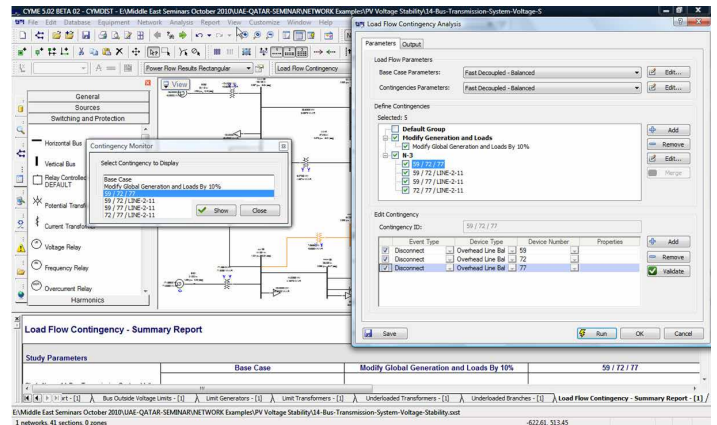 CYME 5.02 BETA 02 - CYMDIST - E:\Middle East Seminars October 2010\UAE-QATAR-SEMINAR\NETWORK Examples\PV Voltage Stability\14-Bus-Transmission-System-Voltage-S
File Edit Database Equipment Network Analysis Report View Customize Window Help
Power Flow Results Rectangular
Load Flow Contingency
View
General
Sources
Switching and Protection
Horizontal Bus
Vertical Bus
Relay Controlled
DEFAULT
Potential Transf
Current Transfor
Voltage Relay
Frequency Relay
Overcurrent Relay
Harmonics
Contingency Monitor
Select Contingency to Display
Base Case
Modify Global Generation and Loads By 10%
59 / 72 / 77
59 / 72 / LINE-2-11
59 / 77 / LINE-2-11
72 / 77 / LINE-2-11
Show
Close
Load Flow Contingency Analysis
Parameters Output
Load Flow Parameters
Base Case Parameters: Fast Decoupled - Balanced Edit...
Contingencies Parameters: Fast Decoupled - Balanced Edit...
Define Contingencies
Selected: 5
Default Group
Modify Generation and Loads
Modify Global Generation and Loads By 10%
N-3
59 / 72 / 77
59 / 72 / LINE-2-11
59 / 77 / LINE-2-11
72 / 77 / LINE-2-11
Add
Remove
Edit...
Merge
Edit Contingency
Contingency ID: 59 / 72 / 77
Event Type Device Type Device Number Properties
Disconnect Overhead Line Bal 59
Disconnect Overhead Line Bal 72
Disconnect Overhead Line Bal 77
Add
Remove
Validate
Save
Run
OK
Cancel
Load Flow Contingency - Summary Report
Study Parameters
Base Case Modify Global Generation and Loads By 10% 59 / 72 / 77
rt - [1] Bus Outside Voltage Limits - [1] Limit Generators - [1] Limit Transformers - [1] Underloaded Transformers - [1] Underloaded Branches - [1] Load Flow Contingency - Summary Report - [1]
E:\Middle East Seminars October 2010\UAE-QATAR-SEMINAR\NETWORK Examples\PV Voltage Stability\14-Bus-Transmission-System-Voltage-Stability.sxst
1 networks, 41 sections, 0 zones
-622.61, 513.45